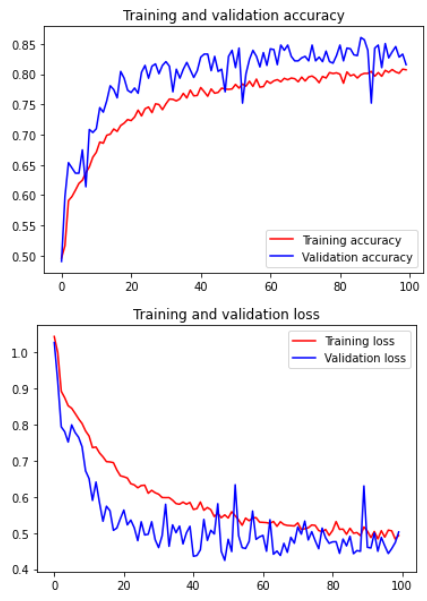 Training and validation accuracy
0.85
0.80
0.75
0.70
0.65
0.60
0.55
0.50
Training accuracy
Validation accuracy
0 20 40 60 80 100
Training and validation loss
Training loss
Validation loss
1.0
0.9
0.8
0.7
0.6
0.5
0.4
0 20 40 60 80 100